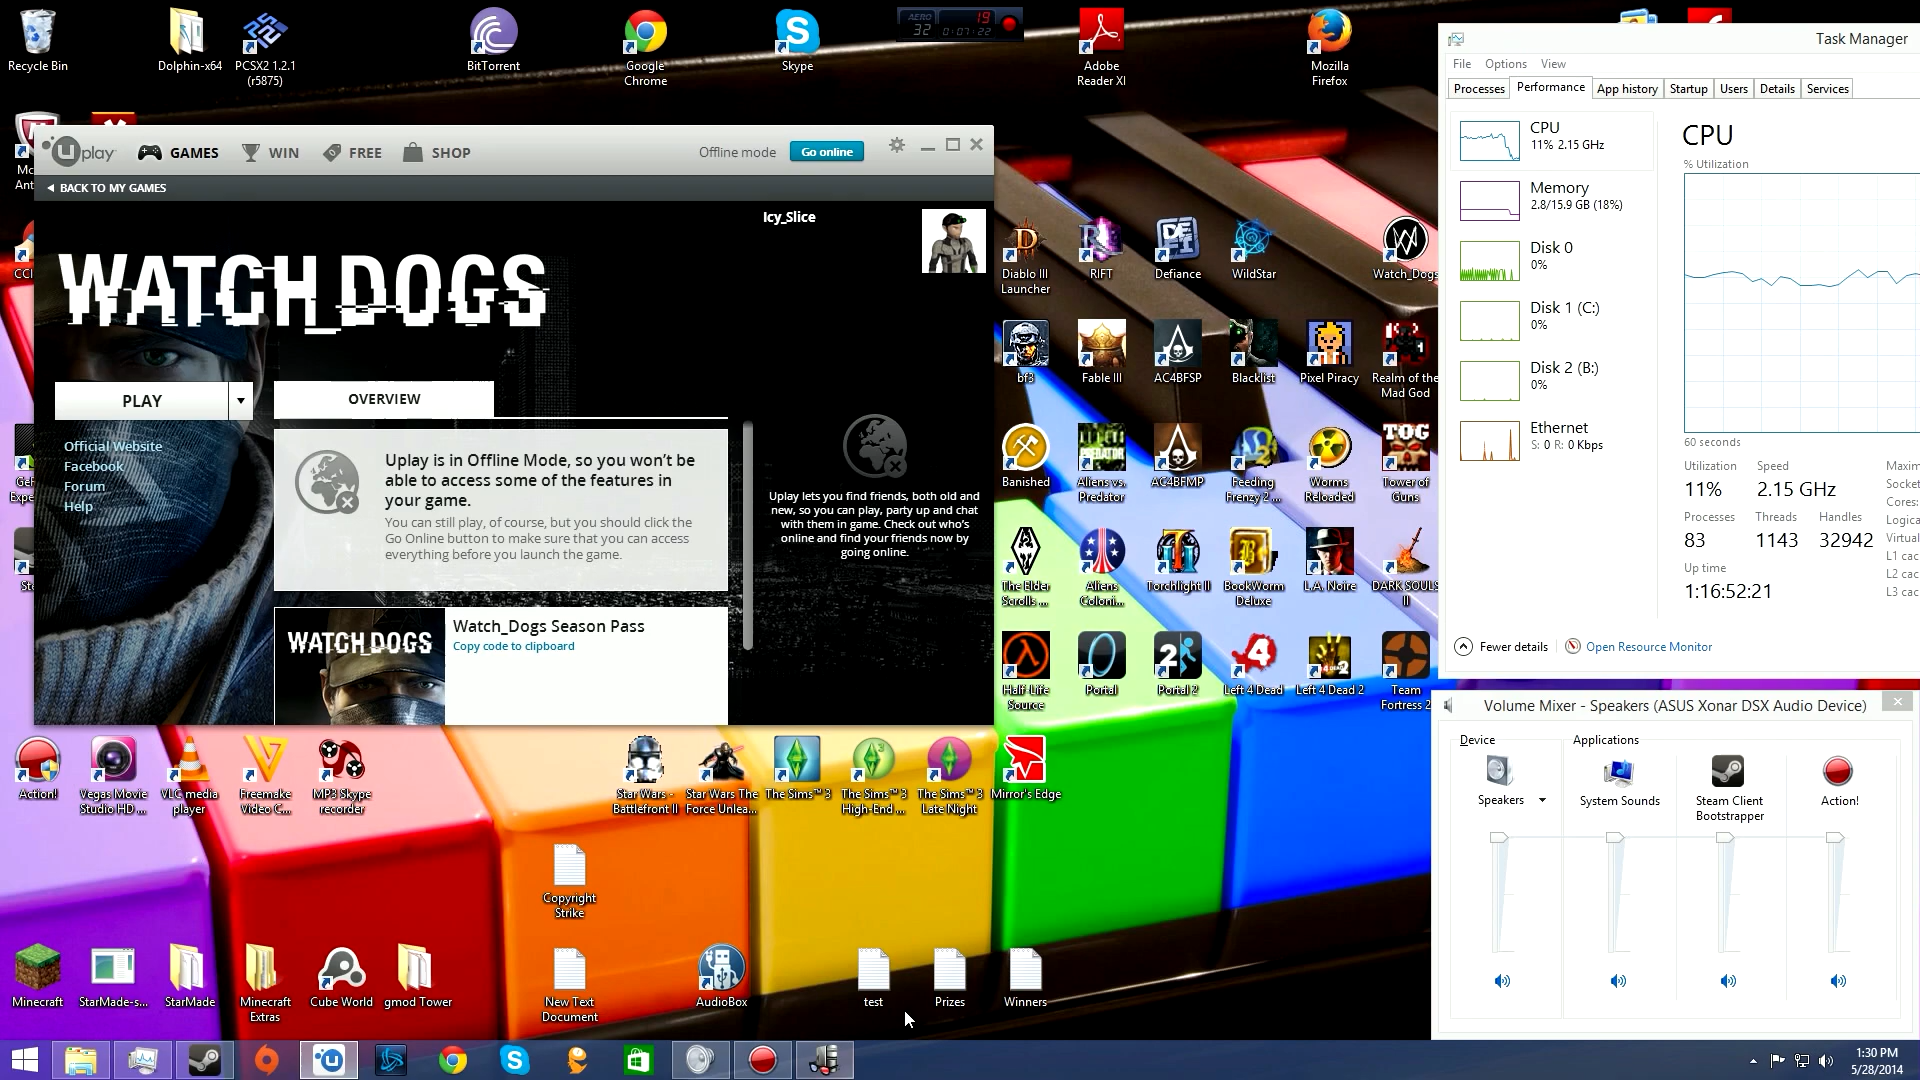 Recycle Bin
Dolphin-x64
PCSX2 1.2.1
(r5875)
BitTorrent
Google
Chrome
Skype
AERO
32
19
0:07:22
Adobe
Reader XI
Mozilla
Firefox
uplay
GAMES
WIN
FREE
SHOP
Offline mode
Go online
BACK TO MY GAMES
Icy_Slice
WATCH_DOGS
PLAY
OVERVIEW
Official Website
Facebook
Forum
Help
Uplay is in Offline Mode, so you won't be
able to access some of the features in
your game.
You can still play, of course, but you should click the
Go Online button to make sure that you can access
everything before you launch the game.
Uplay lets you find friends, both old and
new, so you can play, party up and chat
with them in game. Check out who's
online and find your friends now by
going online.
WATCH_DOGS
Watch_Dogs Season Pass
Copy code to clipboard
Diablo III
Launcher
RIFT
Defiance
WildStar
Watch_Dogs
bf3
Fable III
AC4BFSP
Blacklist
Pixel Piracy
Realm of the
Mad God
Banished
Aliens vs.
Predator
AC4BFMP
Feeding
Frenzy 2 ...
Worms
Reloaded
Tower of
Guns
The Elder
Scrolls ...
Aliens
Coloni...
Torchlight II
BookWorm
Deluxe
L.A. Noire
DARK SOULS
II
Half-Life
Source
Portal
Portal 2
Left 4 Dead
Left 4 Dead 2
Team
Fortress 2
Task Manager
File
Options
View
Processes
Performance
App history
Startup
Users
Details
Services
CPU
11% 2.15 GHz
Memory
2.8/15.9 GB (18%)
Disk 0
0%
Disk 1 (C:)
0%
Disk 2 (B:)
0%
Ethernet
S: 0 R: 0 Kbps
CPU
% Utilization
60 seconds
Utilization
11%
Speed
2.15 GHz
Processes
83
Threads
1143
Handles
32942
Up time
1:16:52:21
Maxim
Socket
Cores:
Logica
Virtual
L1 cac
L2 cac
L3 cac
Fewer details
Open Resource Monitor
Volume Mixer - Speakers (ASUS Xonar DSX Audio Device)
Device
Applications
Speakers
System Sounds
Steam Client
Bootstrapper
Action!
Action!
Vegas Movie
Studio HD ...
VLC media
player
Freemake
Video C...
MP3 Skype
recorder
Star Wars -
Battlefront II
Star Wars The
Force Unlea...
The Sims™ 3
The Sims™ 3
High-End ...
The Sims™ 3
Late Night
Mirror's Edge
Copyright
Strike
Minecraft
StarMade-s...
StarMade
Minecraft
Extras
Cube World
gmod Tower
New Text
Document
AudioBox
test
Prizes
Winners
1:30 PM
5/28/2014